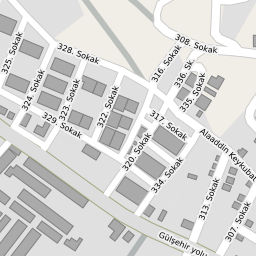 308. Sokak
328. Sokak
316. Sokak
336. Sk.
325. Sokak
324. Sokak
323. Sokak
322. Sokak
335. Sokak
317. Sokak
329. Sokak
320. Sokak
334. Sokak
Alaaddin Keykubat
313. Sokak
307. Sokak
Gülşehir yolu